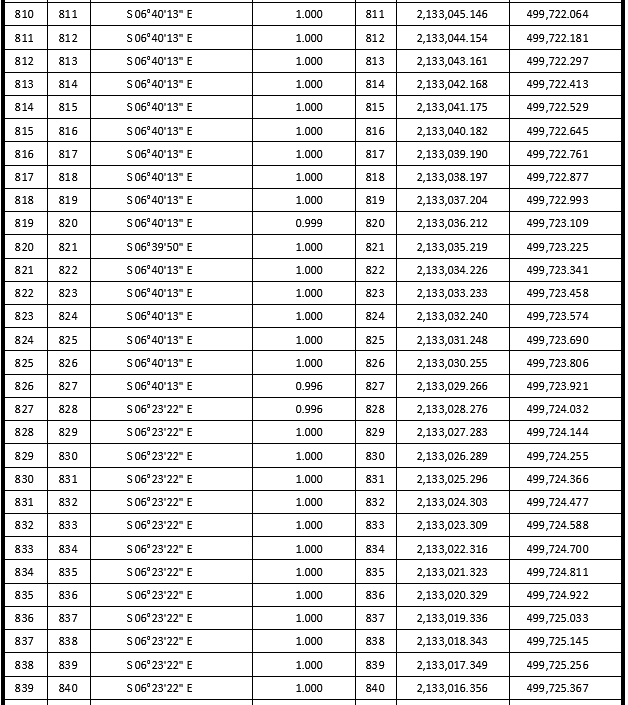 810 811 S 06°40'13" E 1.000 811 2,133,045.146 499,722.064
811 812 S 06°40'13" E 1.000 812 2,133,044.154 499,722.181
812 813 S 06°40'13" E 1.000 813 2,133,043.161 499,722.297
813 814 S 06°40'13" E 1.000 814 2,133,042.168 499,722.413
814 815 S 06°40'13" E 1.000 815 2,133,041.175 499,722.529
815 816 S 06°40'13" E 1.000 816 2,133,040.182 499,722.645
816 817 S 06°40'13" E 1.000 817 2,133,039.190 499,722.761
817 818 S 06°40'13" E 1.000 818 2,133,038.197 499,722.877
818 819 S 06°40'13" E 1.000 819 2,133,037.204 499,722.993
819 820 S 06°40'13" E 0.999 820 2,133,036.212 499,723.109
820 821 S 06°39'50" E 1.000 821 2,133,035.219 499,723.225
821 822 S 06°40'13" E 1.000 822 2,133,034.226 499,723.341
822 823 S 06°40'13" E 1.000 823 2,133,033.233 499,723.458
823 824 S 06°40'13" E 1.000 824 2,133,032.240 499,723.574
824 825 S 06°40'13" E 1.000 825 2,133,031.248 499,723.690
825 826 S 06°40'13" E 1.000 826 2,133,030.255 499,723.806
826 827 S 06°40'13" E 0.996 827 2,133,029.266 499,723.921
827 828 S 06°23'22" E 0.996 828 2,133,028.276 499,724.032
828 829 S 06°23'22" E 1.000 829 2,133,027.283 499,724.144
829 830 S 06°23'22" E 1.000 830 2,133,026.289 499,724.255
830 831 S 06°23'22" E 1.000 831 2,133,025.296 499,724.366
831 832 S 06°23'22" E 1.000 832 2,133,024.303 499,724.477
832 833 S 06°23'22" E 1.000 833 2,133,023.309 499,724.588
833 834 S 06°23'22" E 1.000 834 2,133,022.316 499,724.700
834 835 S 06°23'22" E 1.000 835 2,133,021.323 499,724.811
835 836 S 06°23'22" E 1.000 836 2,133,020.329 499,724.922
836 837 S 06°23'22" E 1.000 837 2,133,019.336 499,725.033
837 838 S 06°23'22" E 1.000 838 2,133,018.343 499,725.145
838 839 S 06°23'22" E 1.000 839 2,133,017.349 499,725.256
839 840 S 06°23'22" E 1.000 840 2,133,016.356 499,725.367